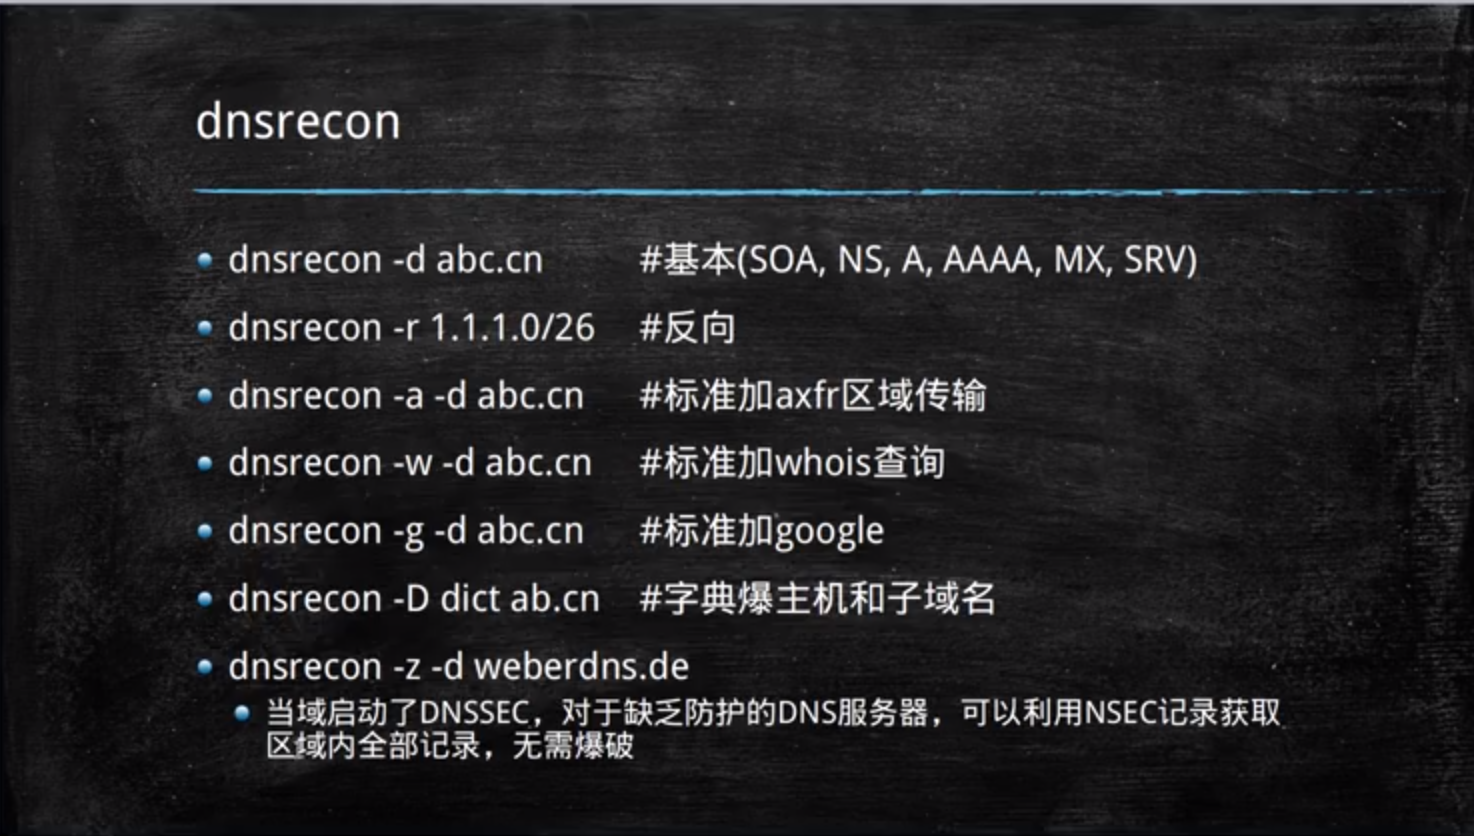 dnsrecon
dnsrecon -d abc.cn #基本(SOA, NS, A, AAAA, MX, SRV)
dnsrecon -r 1.1.1.0/26 #反向
dnsrecon -a -d abc.cn #标准加axfr区域传输
dnsrecon -w -d abc.cn #标准加whois查询
dnsrecon -g -d abc.cn #标准加google
dnsrecon -D dict ab.cn #字典爆主机和子域名
dnsrecon -z -d weberdns.de
当域启动了DNSSEC，对于缺乏防护的DNS服务器，可以利用NSEC记录获取
区域内全部记录，无需爆破